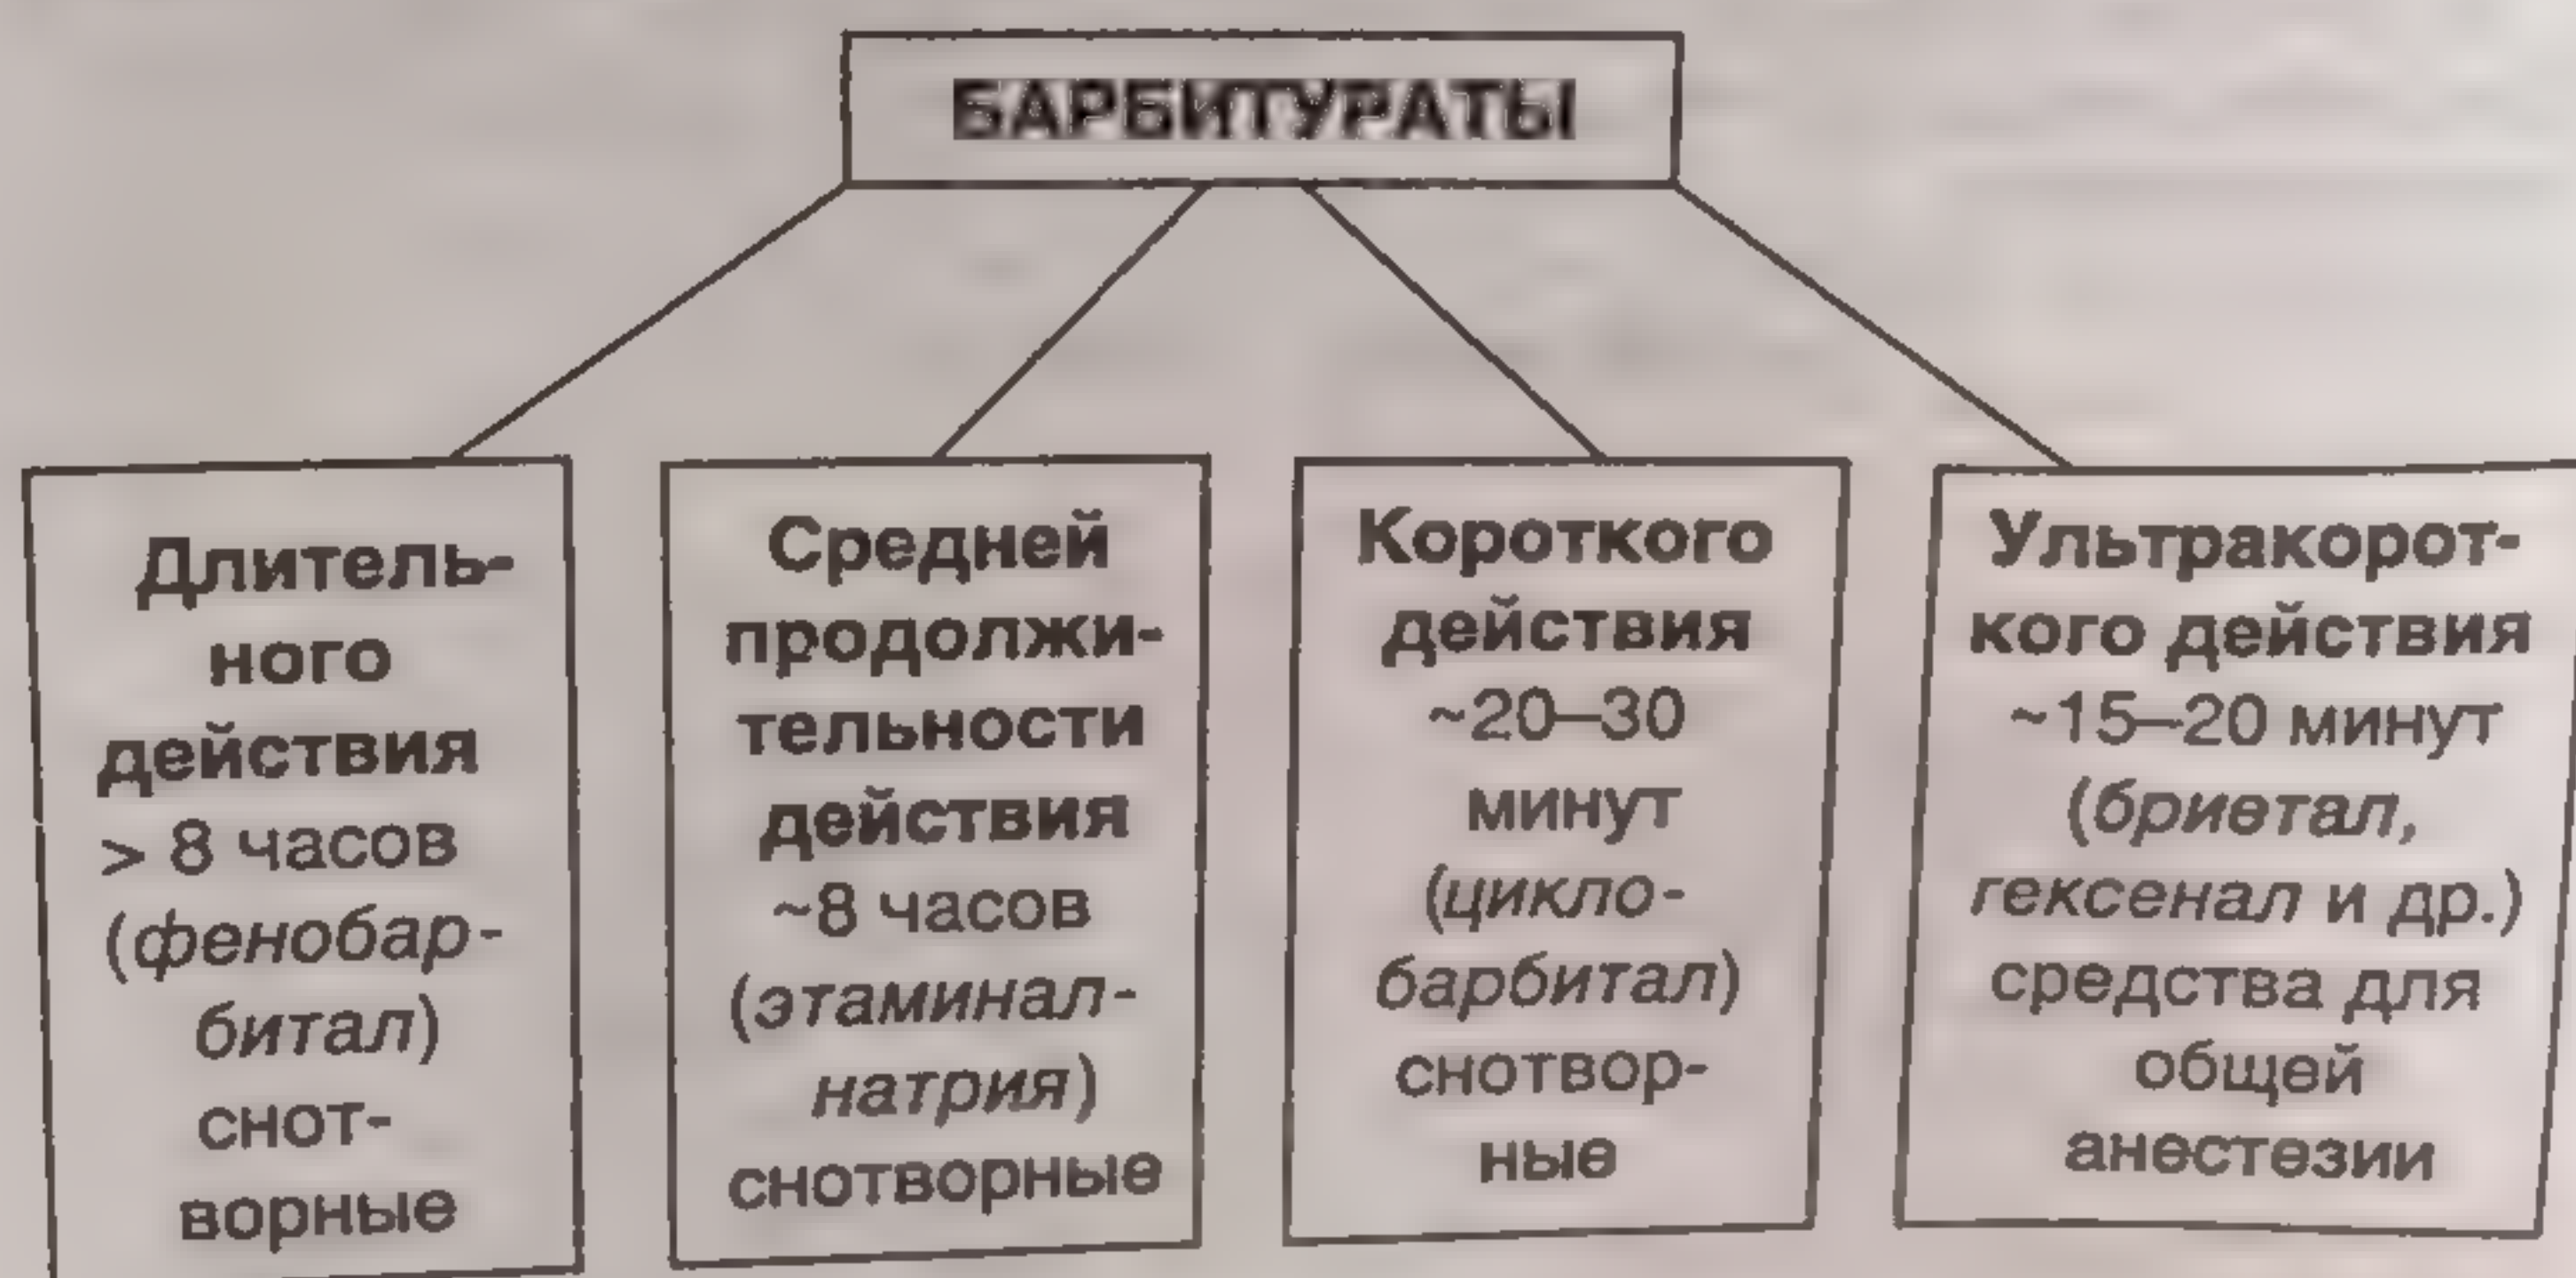 БАРБИТУРАТЫ
Длитель-
ного
действия
> 8 часов
(фенобар-
битал)
снот-
ворные
Средней
продолжи-
тельности
действия
~8 часов
(этаминал-
натрия)
снотворные
Короткого
действия
~20–30
минут
(цикло-
барбитал)
снотвор-
ные
Ультракорот-
кого действия
~15–20 минут
(бриетал,
гексенал и др.)
средства для
общей
анестезии